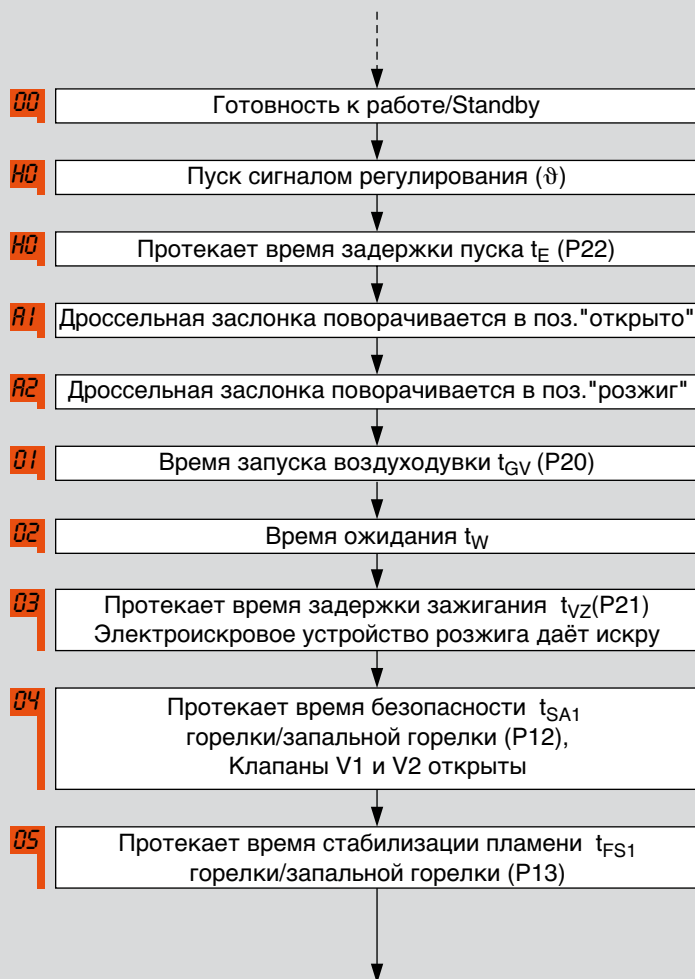 00 Готовность к работе/Standby
H0 Пуск сигналом регулирования (ϑ)
H0 Протекает время задержки пуска tE (P22)
A1 Дроссельная заслонка поворачивается в поз."открыто"
A2 Дроссельная заслонка поворачивается в поз."розжиг"
01 Время запуска воздуходувки tGV (P20)
02 Время ожидания tW
03 Протекает время задержки зажигания tVZ(P21)
Электроискровое устройство розжига даёт искру
04 Протекает время безопасности tSA1
горелки/запальной горелки (P12),
Клапаны V1 и V2 открыты
05 Протекает время стабилизации пламени tFS1
горелки/запальной горелки (P13)